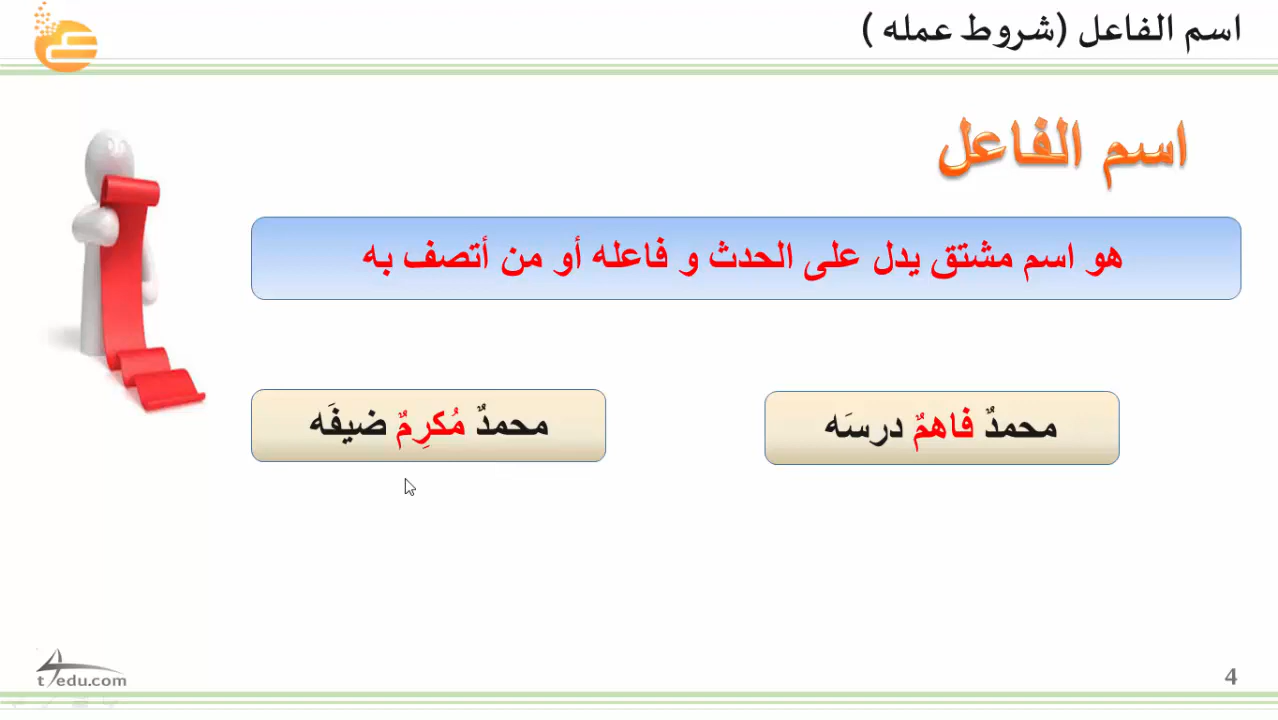 اسم الفاعل (شروط عمله )
اسم الفاعل
هو اسم مشتق يدل على الحدث و فاعله أو من أتصف به
محمدٌ فاهمٌ درسَه
محمدٌ مُكرِمٌ ضيفَه
t4edu.com
4